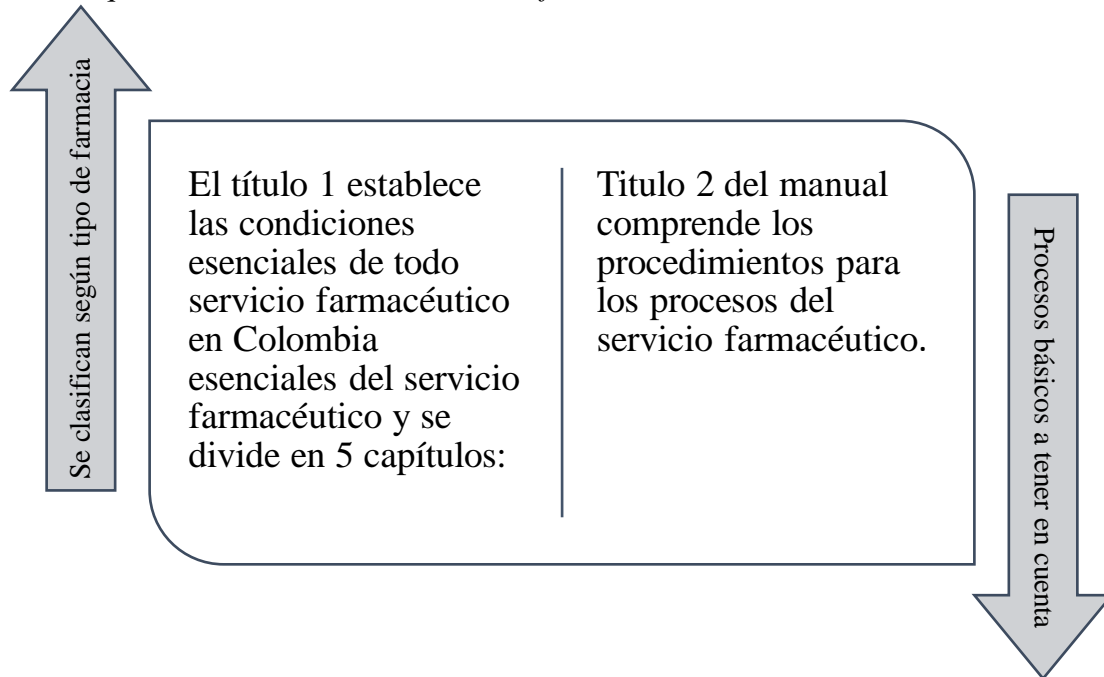 Se clasifican según tipo de farmacia
El título 1 establece
las condiciones
esenciales de todo
servicio farmacéutico
en Colombia
esenciales del servicio
farmacéutico y se
divide en 5 capítulos:
Titulo 2 del manual
comprende los
procedimientos para
los procesos del
servicio farmacéutico.
Procesos básicos a tener en cuenta